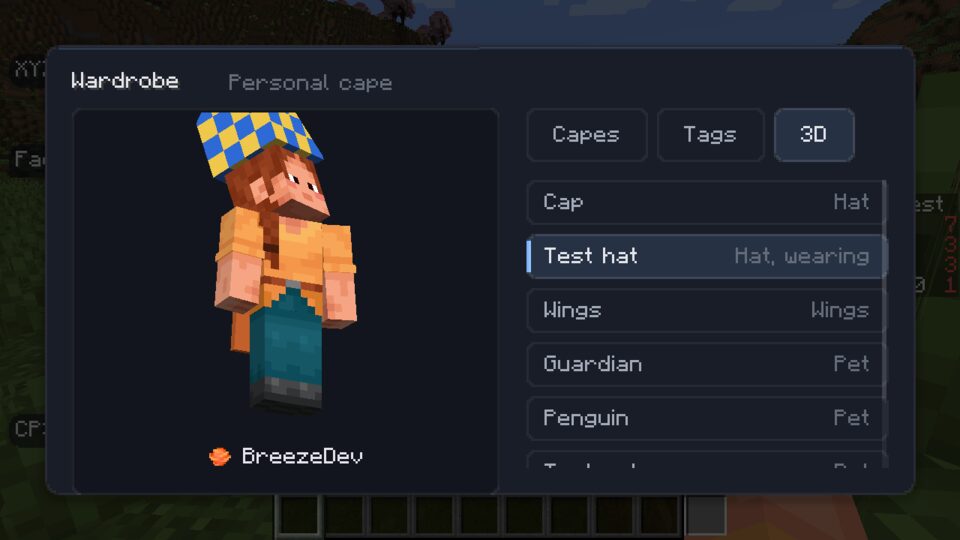 Wardrobe Personal cape
Capes Tags 3D
Cap Hat
Test hat Hat, wearing
Wings Wings
Guardian Pet
Penguin Pet
BreezeDev